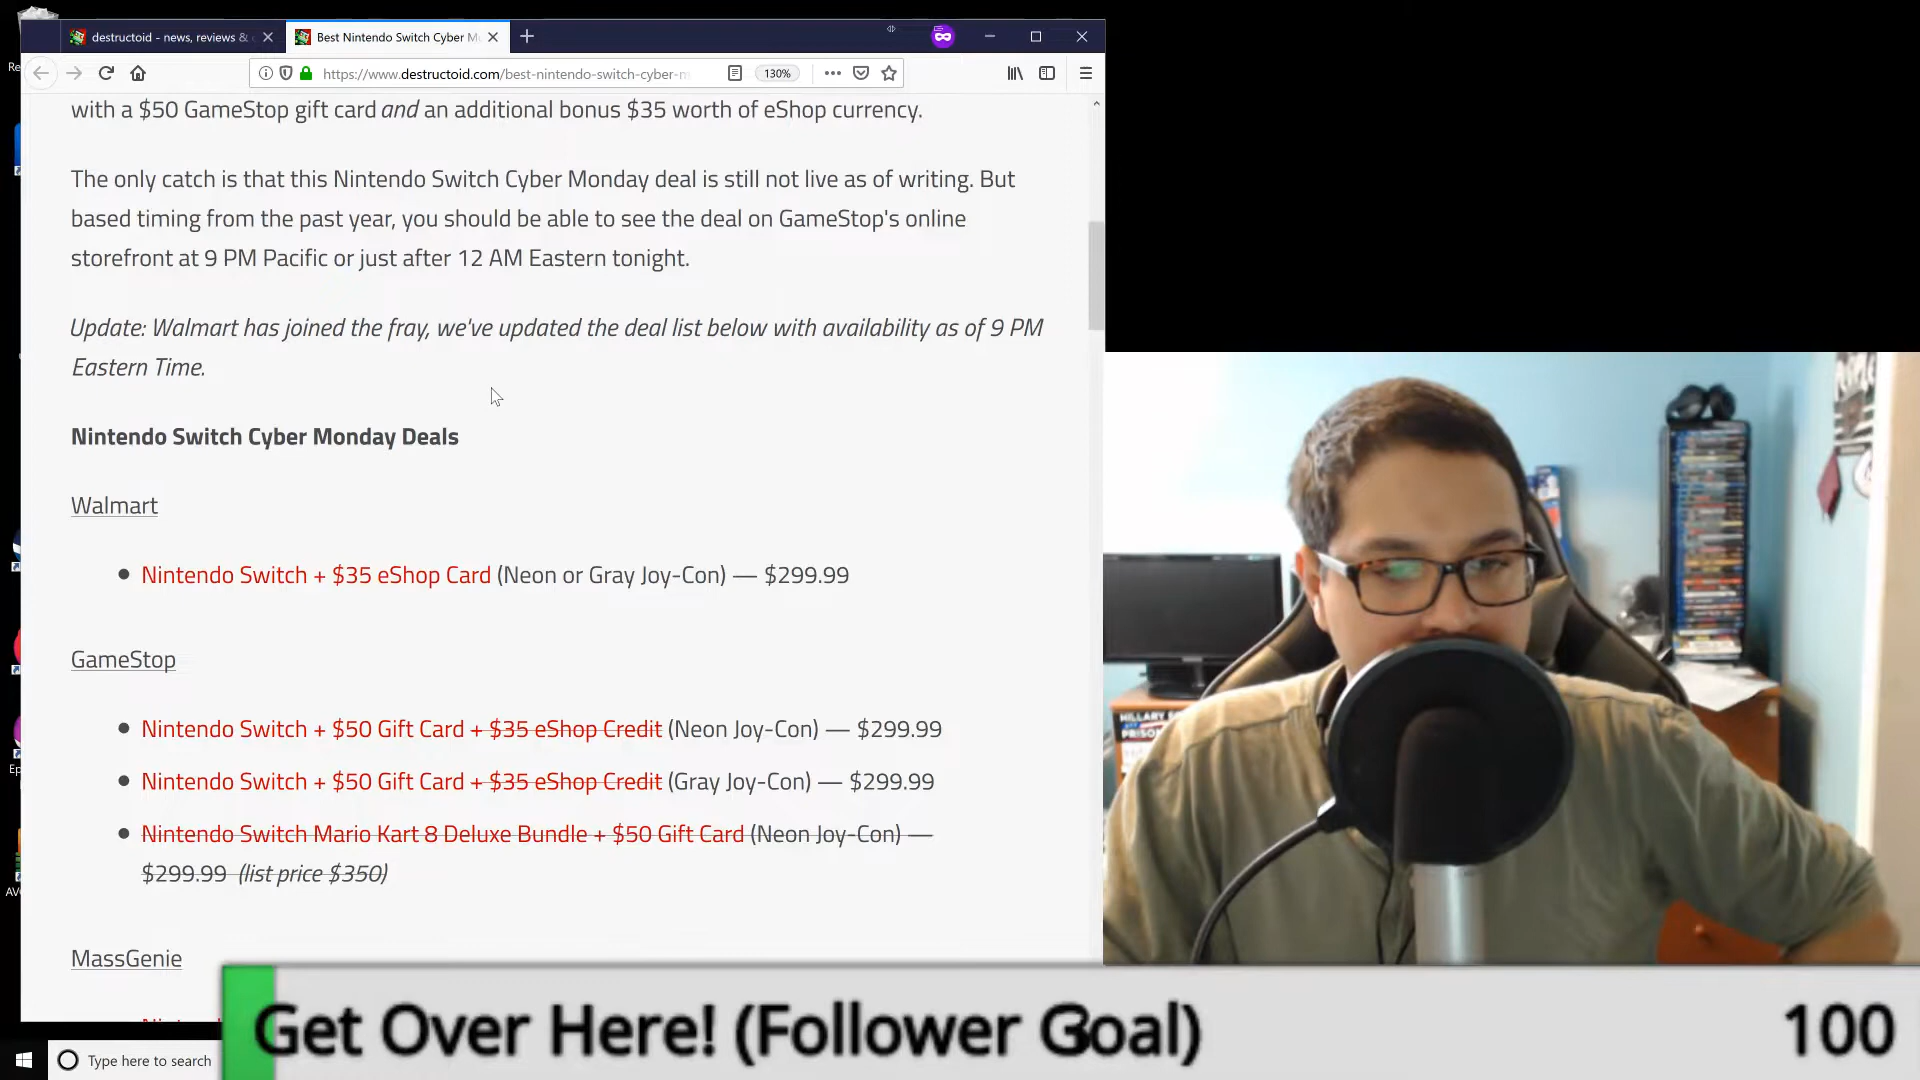 destructoid - news, reviews &
Best Nintendo Switch Cyber M
https://www.destructoid.com/best-nintendo-switch-cyber-m
130%
with a $50 GameStop gift card and an additional bonus $35 worth of eShop currency.
The only catch is that this Nintendo Switch Cyber Monday deal is still not live as of writing. But
based timing from the past year, you should be able to see the deal on GameStop's online
storefront at 9 PM Pacific or just after 12 AM Eastern tonight.
Update: Walmart has joined the fray, we've updated the deal list below with availability as of 9 PM
Eastern Time.
Nintendo Switch Cyber Monday Deals
Walmart
Nintendo Switch + $35 eShop Card (Neon or Gray Joy-Con) — $299.99
GameStop
Nintendo Switch + $50 Gift Card + $35 eShop Credit (Neon Joy-Con) — $299.99
Nintendo Switch + $50 Gift Card + $35 eShop Credit (Gray Joy-Con) — $299.99
Nintendo Switch Mario Kart 8 Deluxe Bundle + $50 Gift Card (Neon Joy-Con) —
$299.99 (list price $350)
MassGenie
HILLARY
PRISON
Get Over Here! (Follower Goal)
3
100
Type here to search